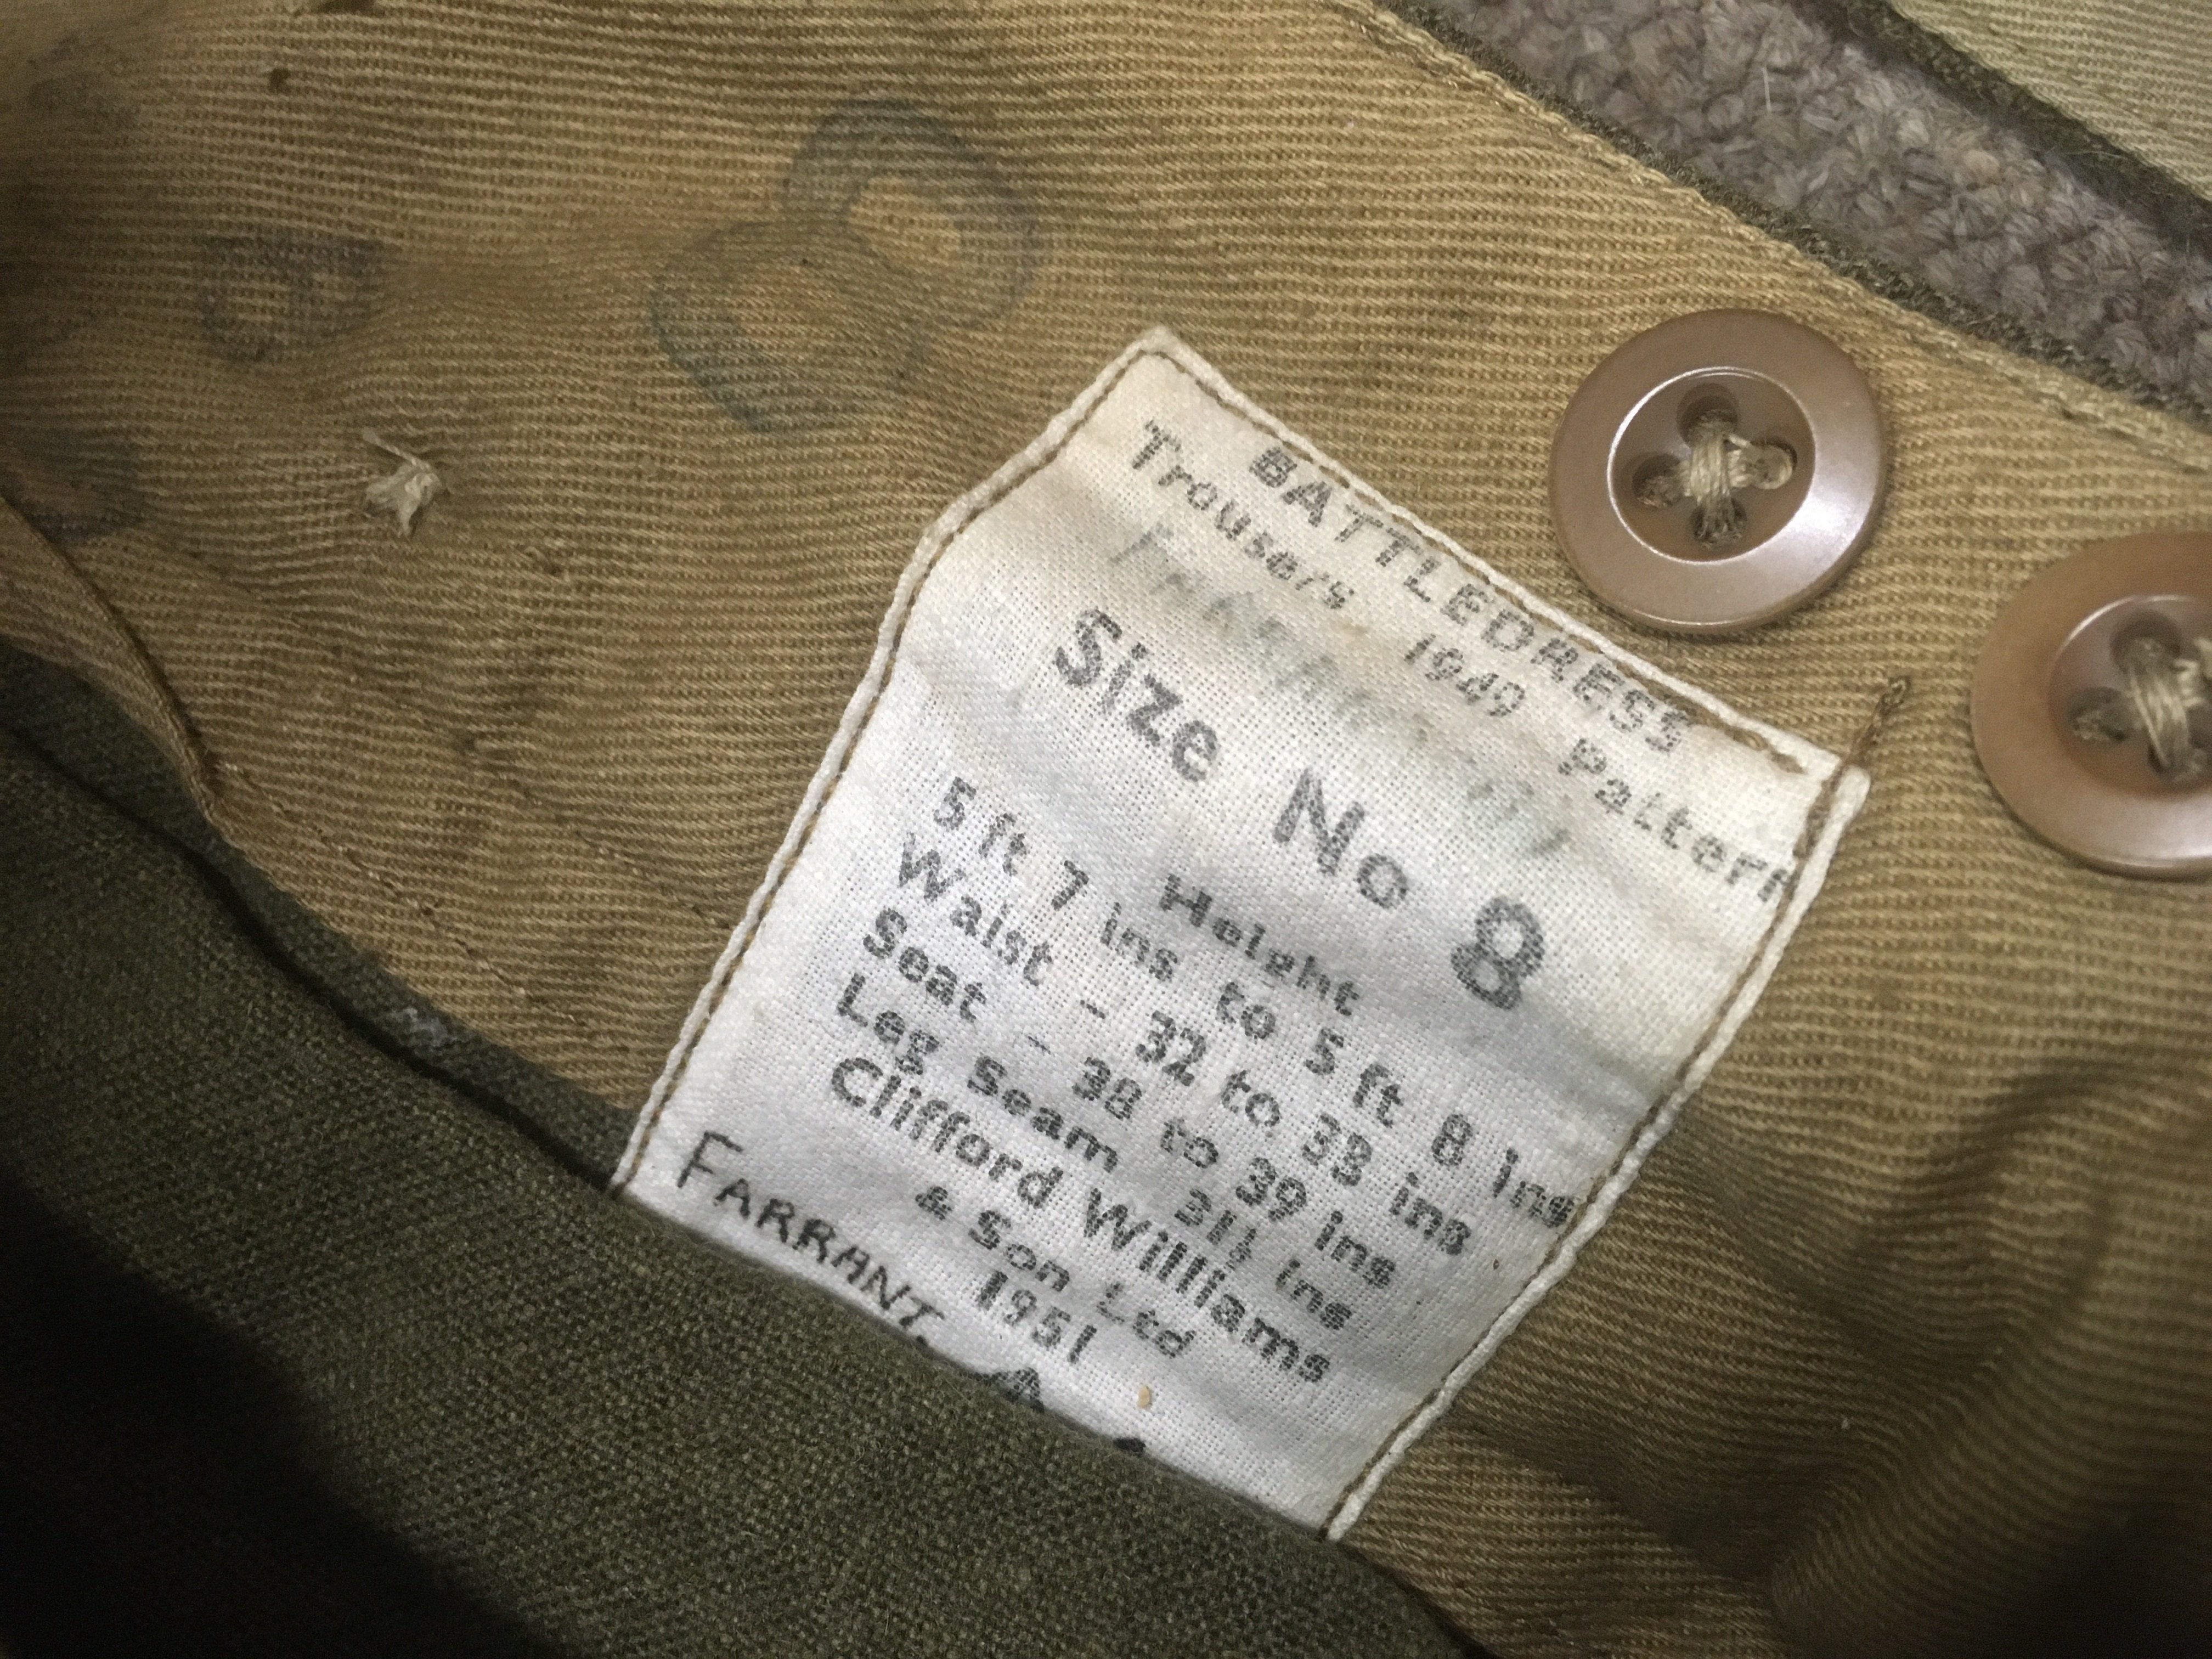 BATTLEDRESS
Trousers 1949 Pattern
Size No 8
Height
5 ft 7 ins to 5 ft 8 ins
Waist - 32 to 33 ins
Seat - 38 to 39 ins
Leg Seam 31½ ins
Clifford Williams
& Son Ltd
1951
FARRANT.
8